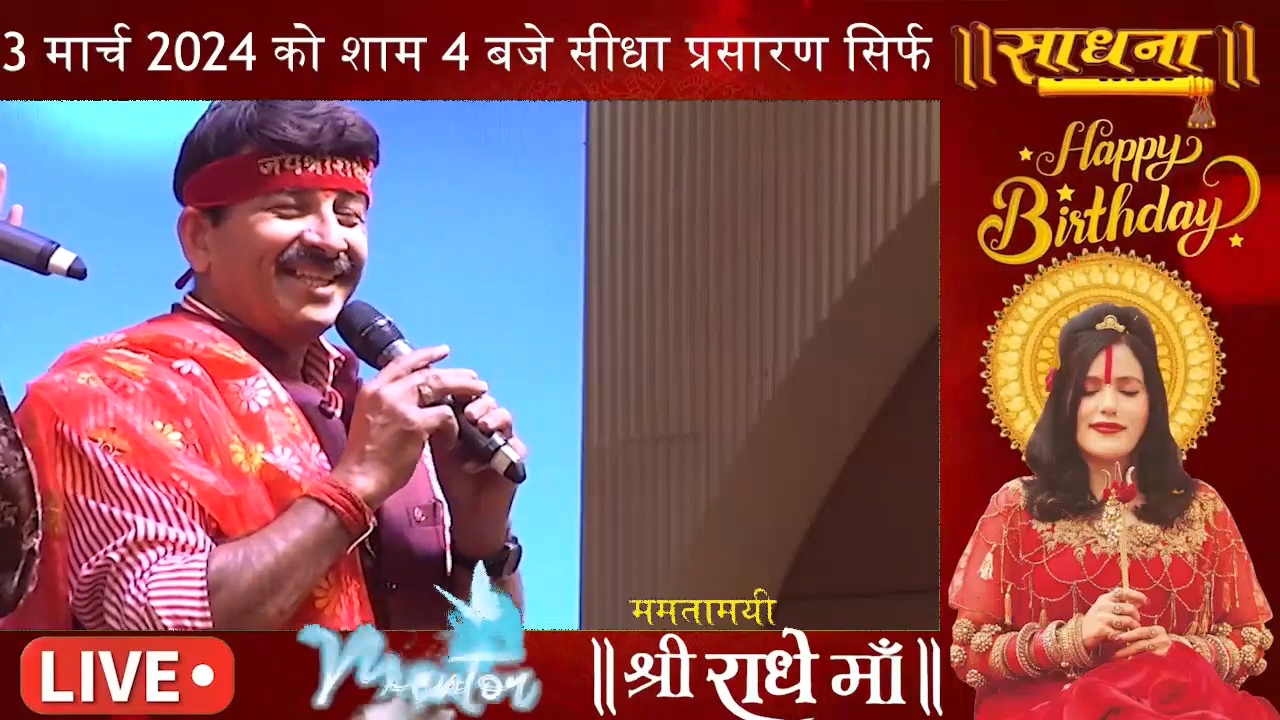 3 मार्च 2024 को शाम 4 बजे सीधा प्रसारण सिर्फ
॥साधना॥
Happy
Birthday
ममतामयी
॥श्री राधे माँ॥
LIVE